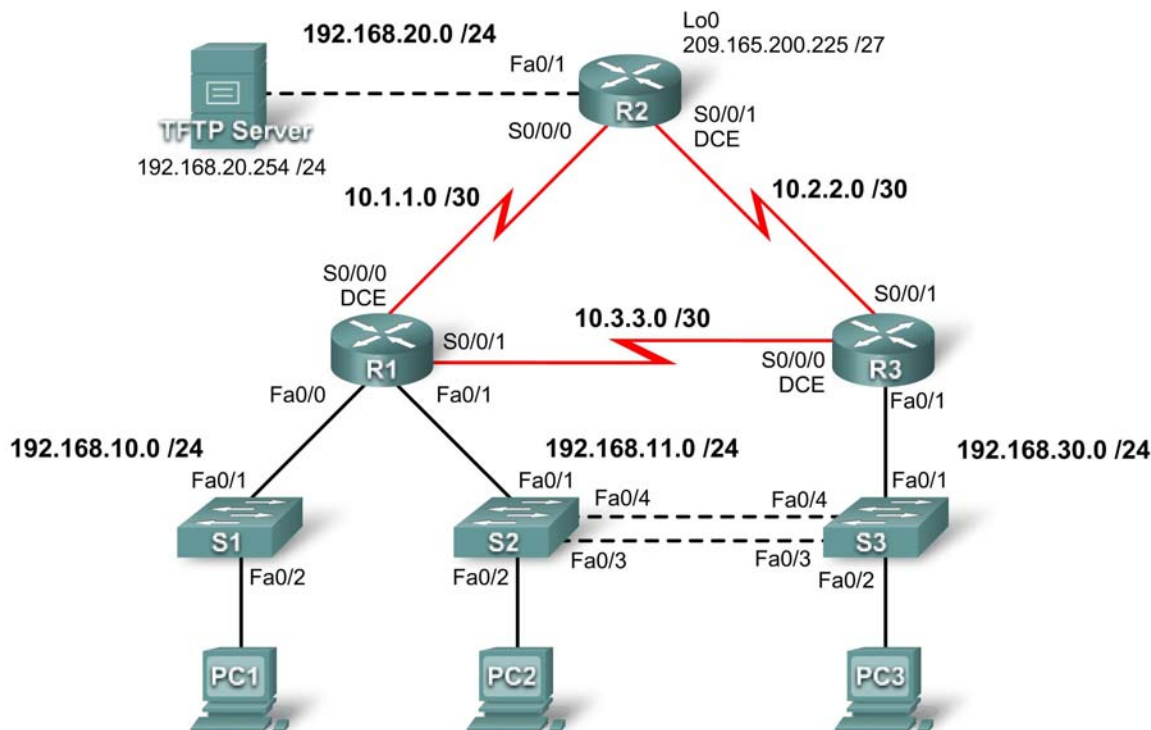 Lo0
192.168.20.0 /24
209.165.200.225 /27
Fa0/1
R2
TFTP Server
S0/0/0
S0/0/1
DCE
192.168.20.254 /24
10.1.1.0 /30
10.2.2.0 /30
S0/0/0
DCE
S0/0/1
10.3.3.0 /30
R1
S0/0/1
S0/0/0
DCE
R3
Fa0/0
Fa0/1
Fa0/1
192.168.10.0 /24
192.168.11.0 /24
192.168.30.0 /24
Fa0/1
Fa0/1
Fa0/1
Fa0/4
Fa0/4
S1
S2
S3
Fa0/3
Fa0/3
Fa0/2
Fa0/2
Fa0/2
PC1
PC2
PC3